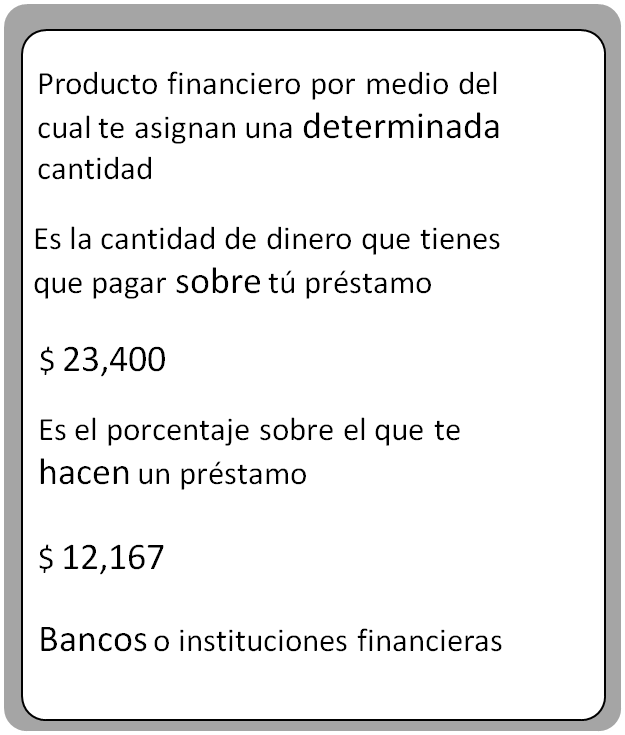 Producto financiero por medio del
cual te asignan una determinada
cantidad
Es la cantidad de dinero que tienes
que pagar sobre tú préstamo
$ 23,400
Es el porcentaje sobre el que te
hacen un préstamo
$ 12,167
Bancos o instituciones financieras